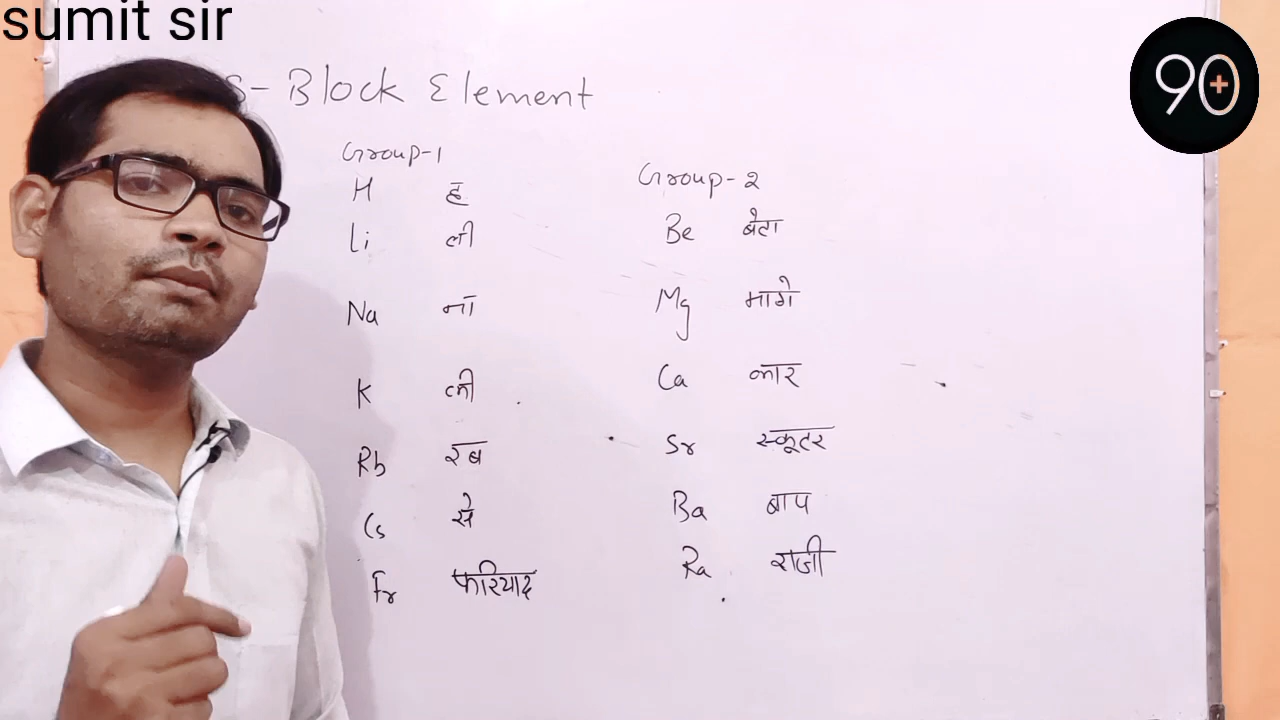 sumit sir
90+
S-Block Element
Group-1
H ह
Li ली
Na ना
K की
Rb रब
Cs से
Fr फरियाद
Group-2
Be बेटा
Mg मागे
Ca कार
Sr स्कूटर
Ba बाप
Ra राजी